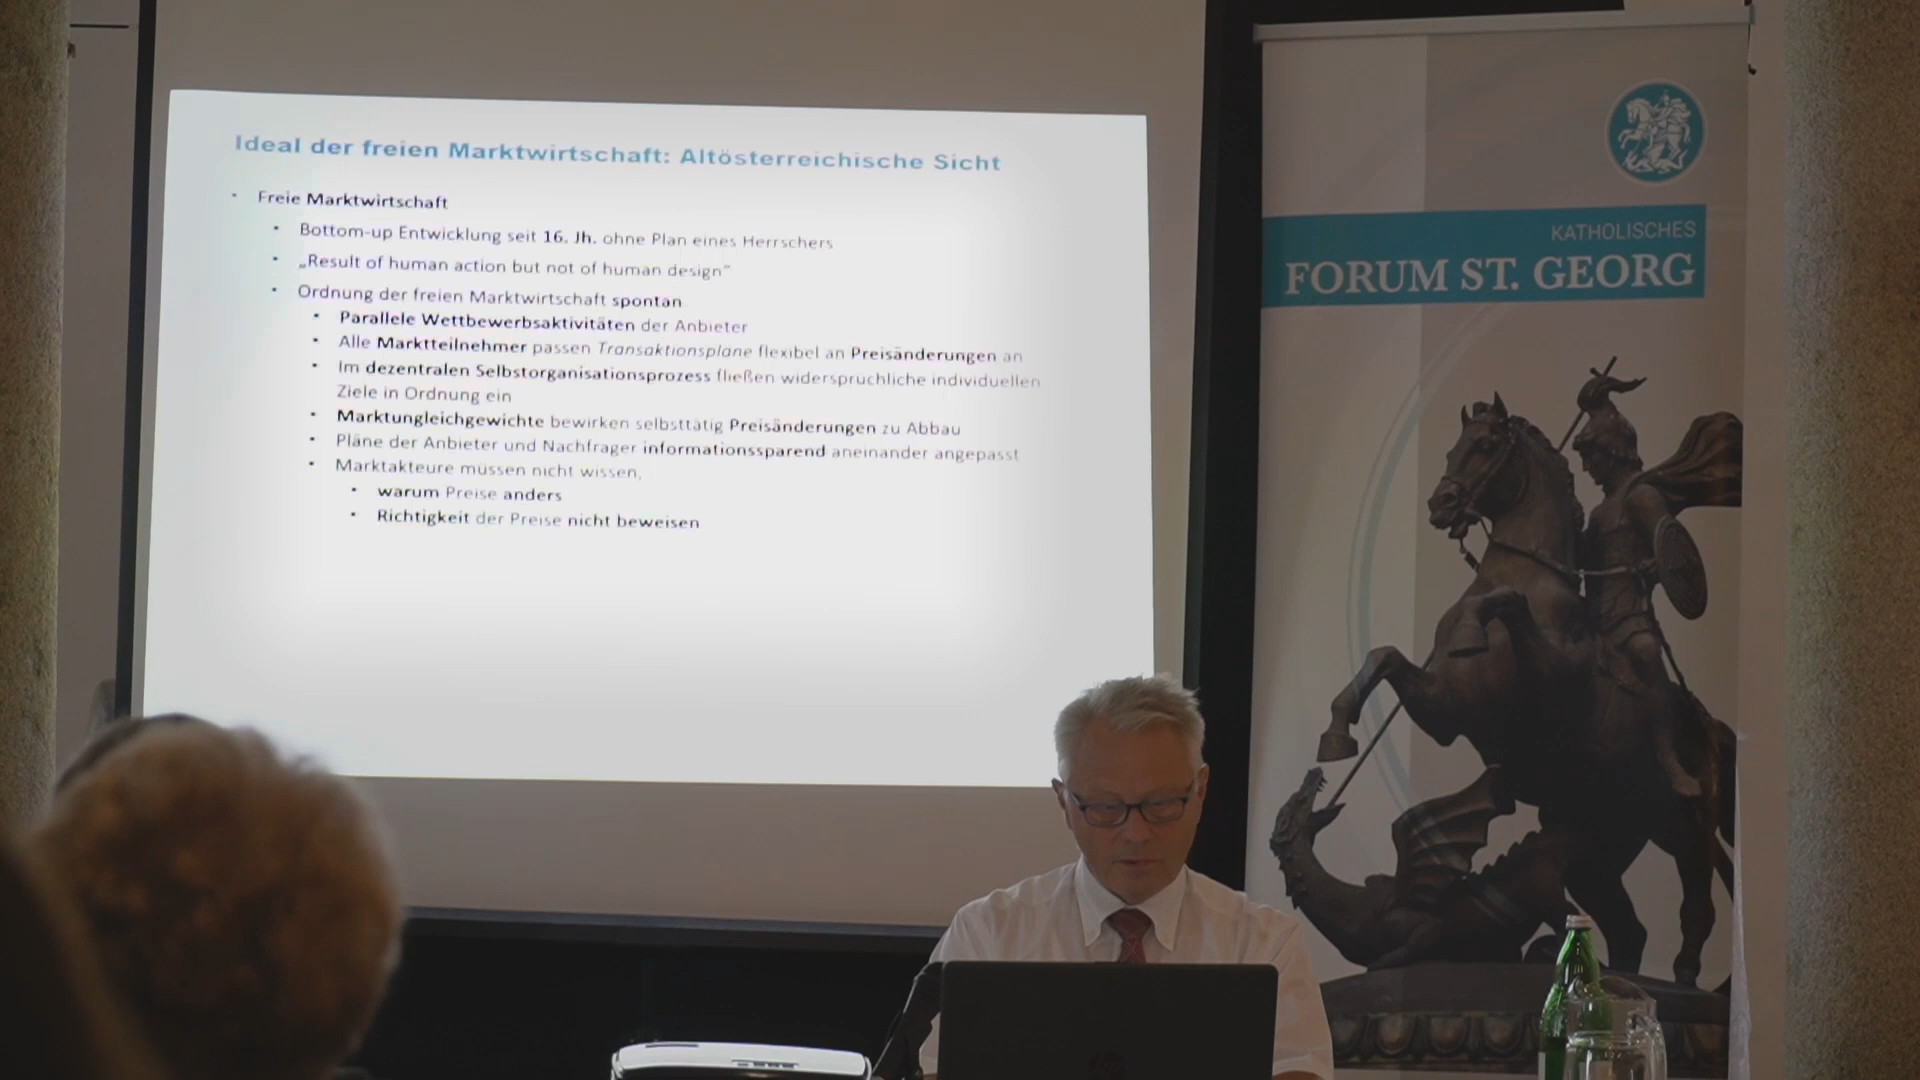 Ideal der freien Marktwirtschaft: Altösterreichische Sicht
Freie Marktwirtschaft
Bottom-up Entwicklung seit 16. Jh. ohne Plan eines Herrschers
„Result of human action but not of human design“
Ordnung der freien Marktwirtschaft spontan
Parallele Wettbewerbsaktivitäten der Anbieter
Alle Marktteilnehmer passen Transaktionspläne flexibel an Preisänderungen an
Im dezentralen Selbstorganisationsprozess fließen widersprüchliche individuellen
Ziele in Ordnung ein
Marktungleichgewichte bewirken selbsttätig Preisänderungen zu Abbau
Pläne der Anbieter und Nachfrager informationssparend aneinander angepasst
Marktakteure müssen nicht wissen,
warum Preise anders
Richtigkeit der Preise nicht beweisen
KATHOLISCHES
FORUM ST. GEORG